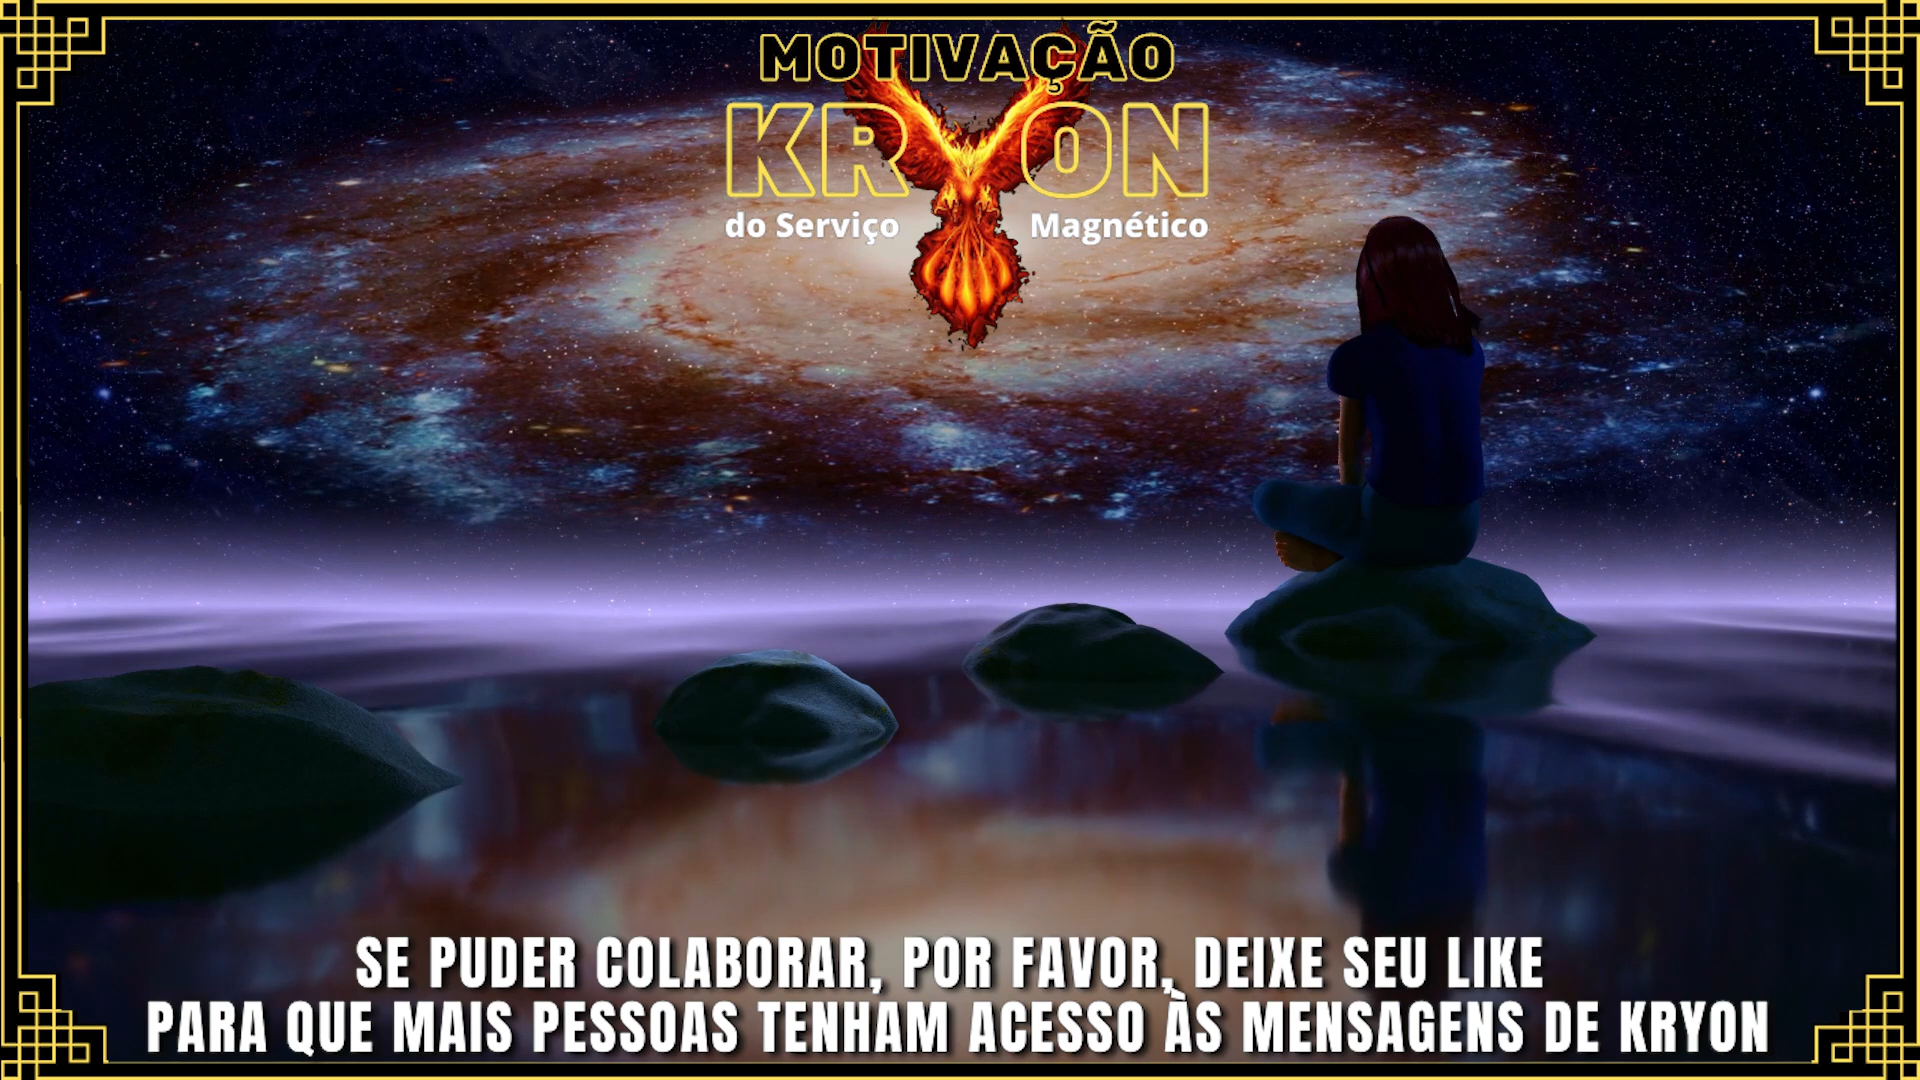 MOTIVAÇÃO
KRYON
do Serviço Magnético
SE PUDER COLABORAR, POR FAVOR, DEIXE SEU LIKE
PARA QUE MAIS PESSOAS TENHAM ACESSO ÀS MENSAGENS DE KRYON